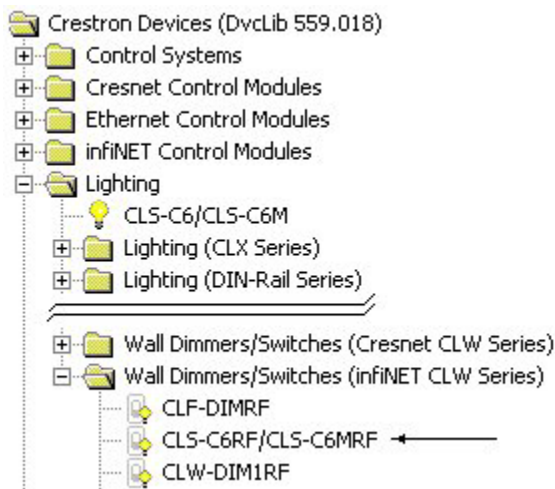 Crestron Devices (DvcLib 559.018)
Control Systems
Cresnet Control Modules
Ethernet Control Modules
infiNET Control Modules
Lighting
CLS-C6/CLS-C6M
Lighting (CLX Series)
Lighting (DIN-Rail Series)
Wall Dimmers/Switches (Cresnet CLW Series)
Wall Dimmers/Switches (infiNET CLW Series)
CLF-DIMRF
CLS-C6RF/CLS-C6MRF
CLW-DIM1RF